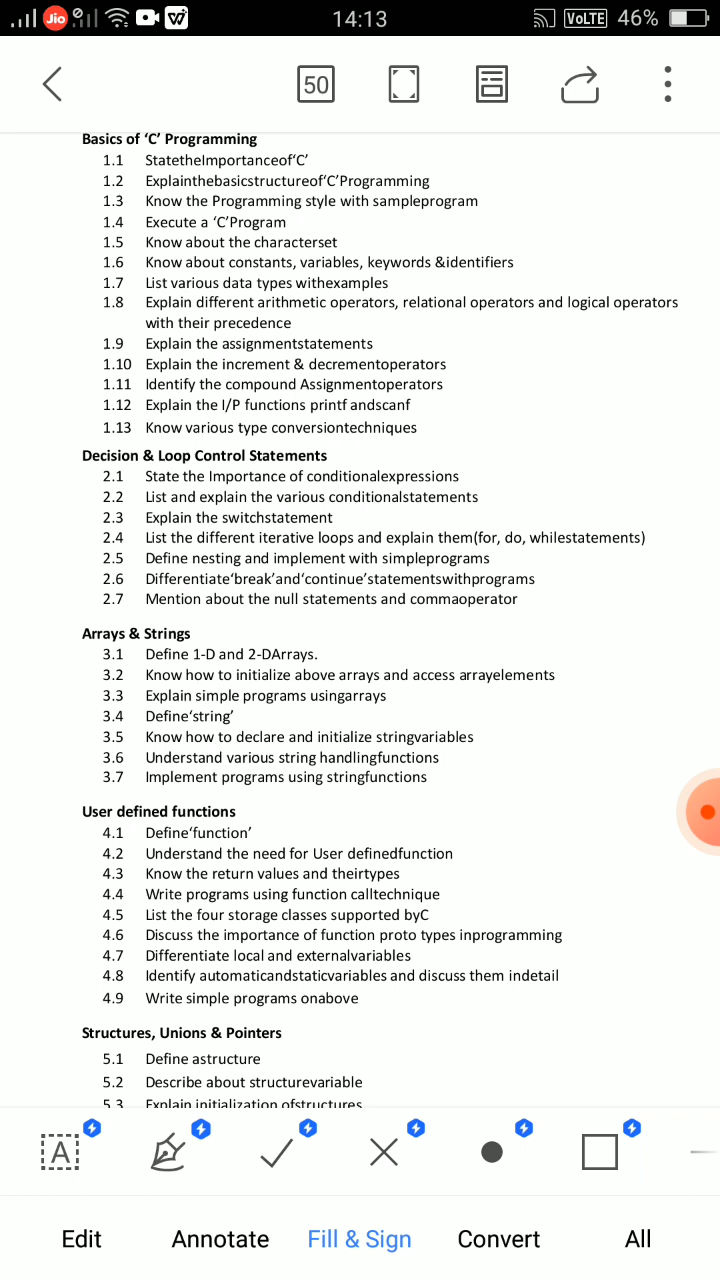 Jio
14:13
VoLTE 46%
50
Basics of ‘C’ Programming
1.1 StatetheImportanceof‘C’
1.2 Explainthebasicstructureof‘C’Programming
1.3 Know the Programming style with sampleprogram
1.4 Execute a ‘C’Program
1.5 Know about the characterset
1.6 Know about constants, variables, keywords &identifiers
1.7 List various data types withexamples
1.8 Explain different arithmetic operators, relational operators and logical operators
with their precedence
1.9 Explain the assignmentstatements
1.10 Explain the increment & decrementoperators
1.11 Identify the compound Assignmentoperators
1.12 Explain the I/P functions printf andscanf
1.13 Know various type conversiontechniques
Decision & Loop Control Statements
2.1 State the Importance of conditionalexpressions
2.2 List and explain the various conditionalstatements
2.3 Explain the switchstatement
2.4 List the different iterative loops and explain them(for, do, whilestatements)
2.5 Define nesting and implement with simpleprograms
2.6 Differentiate‘break’and‘continue’statementswithprograms
2.7 Mention about the null statements and commaoperator
Arrays & Strings
3.1 Define 1-D and 2-DArrays.
3.2 Know how to initialize above arrays and access arrayelements
3.3 Explain simple programs usingarrays
3.4 Define‘string’
3.5 Know how to declare and initialize stringvariables
3.6 Understand various string handlingfunctions
3.7 Implement programs using stringfunctions
User defined functions
4.1 Define‘function’
4.2 Understand the need for User definedfunction
4.3 Know the return values and theirtypes
4.4 Write programs using function calltechnique
4.5 List the four storage classes supported byC
4.6 Discuss the importance of function proto types inprogramming
4.7 Differentiate local and externalvariables
4.8 Identify automaticandstaticvariables and discuss them indetail
4.9 Write simple programs onabove
Structures, Unions & Pointers
5.1 Define astructure
5.2 Describe about structurevariable
5.3 Explain initialization ofstructures
A
Edit Annotate Fill & Sign Convert All